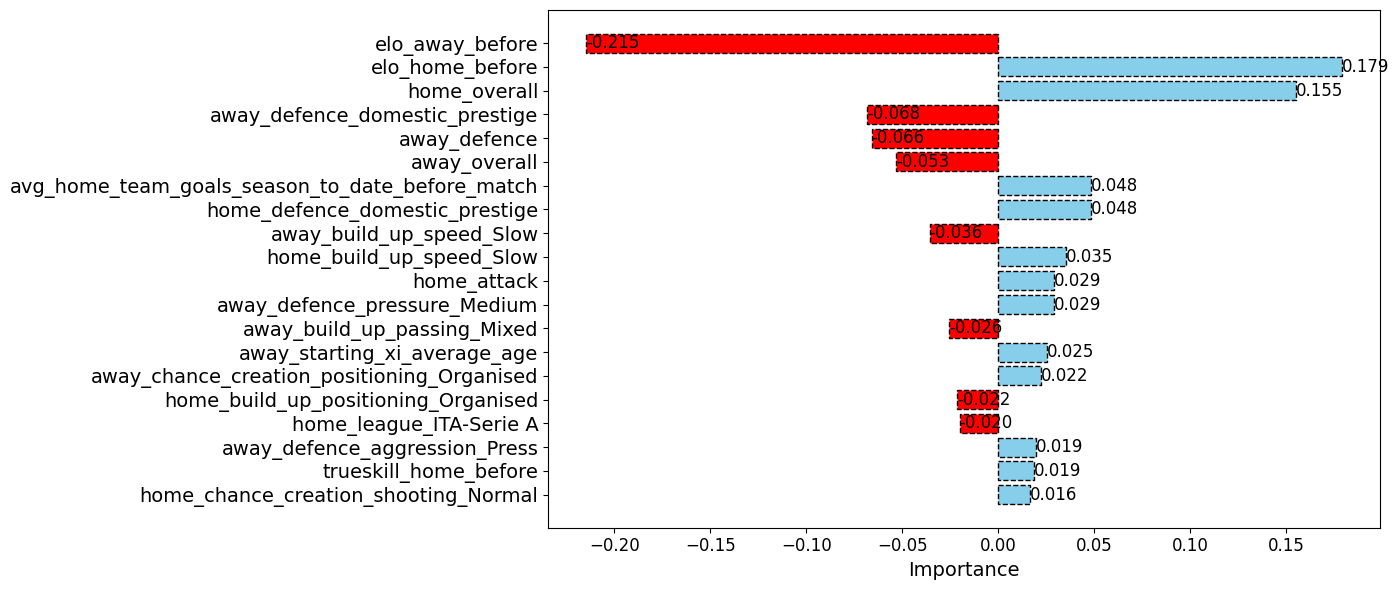 elo_away_before -0.215
elo_home_before 0.179
home_overall 0.155
away_defence_domestic_prestige -0.068
away_defence -0.066
away_overall -0.053
avg_home_team_goals_season_to_date_before_match 0.048
home_defence_domestic_prestige 0.048
away_build_up_speed_Slow -0.036
home_build_up_speed_Slow 0.035
home_attack 0.029
away_defence_pressure_Medium 0.029
away_build_up_passing_Mixed -0.026
away_starting_xi_average_age 0.025
away_chance_creation_positioning_Organised 0.022
home_build_up_positioning_Organised -0.022
home_league_ITA-Serie A -0.020
away_defence_aggression_Press 0.019
trueskill_home_before 0.019
home_chance_creation_shooting_Normal 0.016
−0.20 −0.15 −0.10 −0.05 0.00 0.05 0.10 0.15
Importance